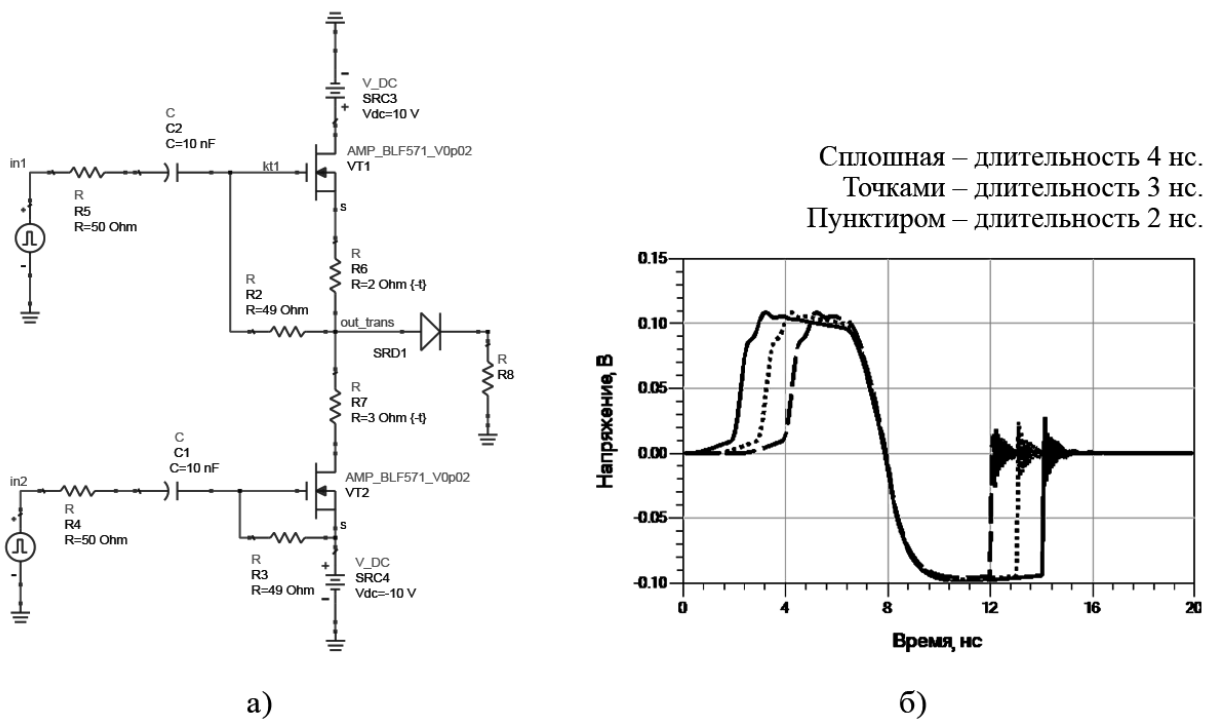 -
V_DC
SRC3
Vdc=10 V
+
C
C2
C=10 nF
in1
R
R5
R=50 Ohm
+
-
kt1
AMP_BLF571_V0p02
VT1
s
R
R6
R=2 Ohm {-t}
R
R2
R=49 Ohm
out_trans
SRD1
R
R8
R
R7
R=3 Ohm {-t}
C
C1
C=10 nF
in2
R
R4
R=50 Ohm
+
-
AMP_BLF571_V0p02
VT2
s
R
R3
R=49 Ohm
+
-
V_DC
SRC4
Vdc=-10 V
а)
Сплошная – длительность 4 нс.
Точками – длительность 3 нс.
Пунктиром – длительность 2 нс.
Напряжение, В
0.15
0.10
0.05
0.00
-0.05
-0.10
0 4 8 12 16 20
Время, нс
б)